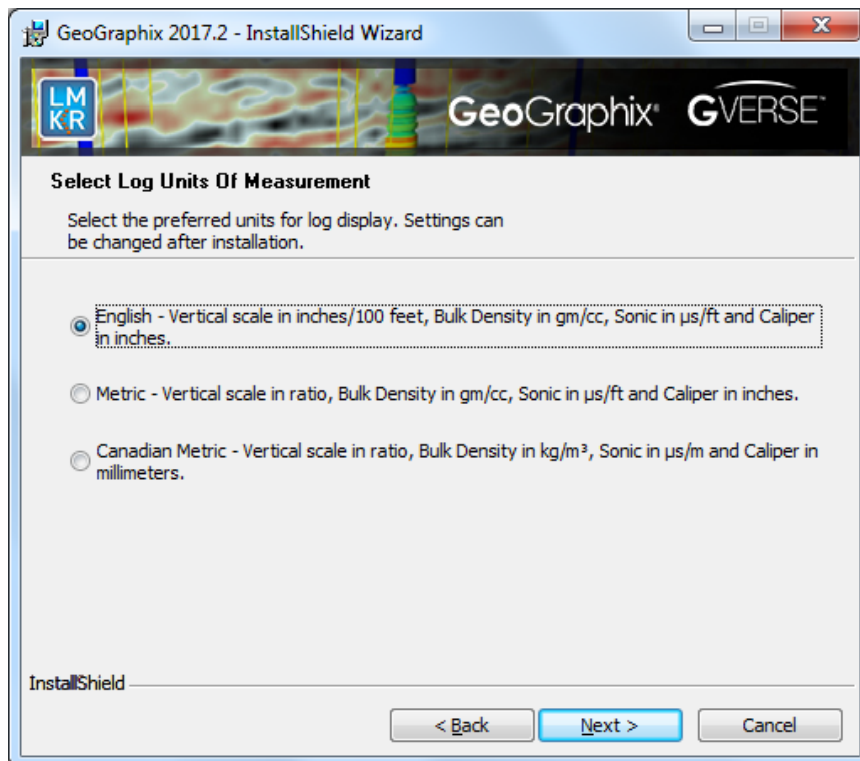 GeoGraphix 2017.2 - InstallShield Wizard
LM
KR
GeoGraphix® GVERSE™
Select Log Units Of Measurement
Select the preferred units for log display. Settings can
be changed after installation.
English - Vertical scale in inches/100 feet, Bulk Density in gm/cc, Sonic in µs/ft and Caliper
in inches.
Metric - Vertical scale in ratio, Bulk Density in gm/cc, Sonic in µs/ft and Caliper in inches.
Canadian Metric - Vertical scale in ratio, Bulk Density in kg/m³, Sonic in µs/m and Caliper in
millimeters.
InstallShield
< Back Next > Cancel